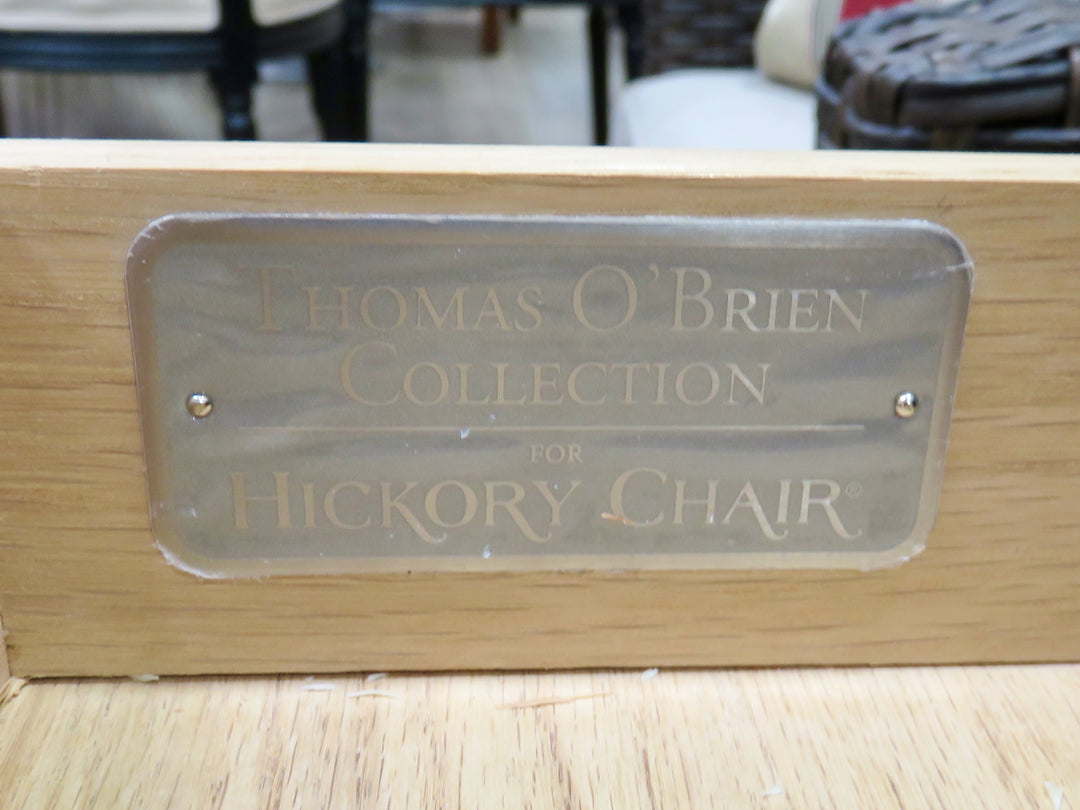 Thomas O'Brien
Collection
for
Hickory Chair®